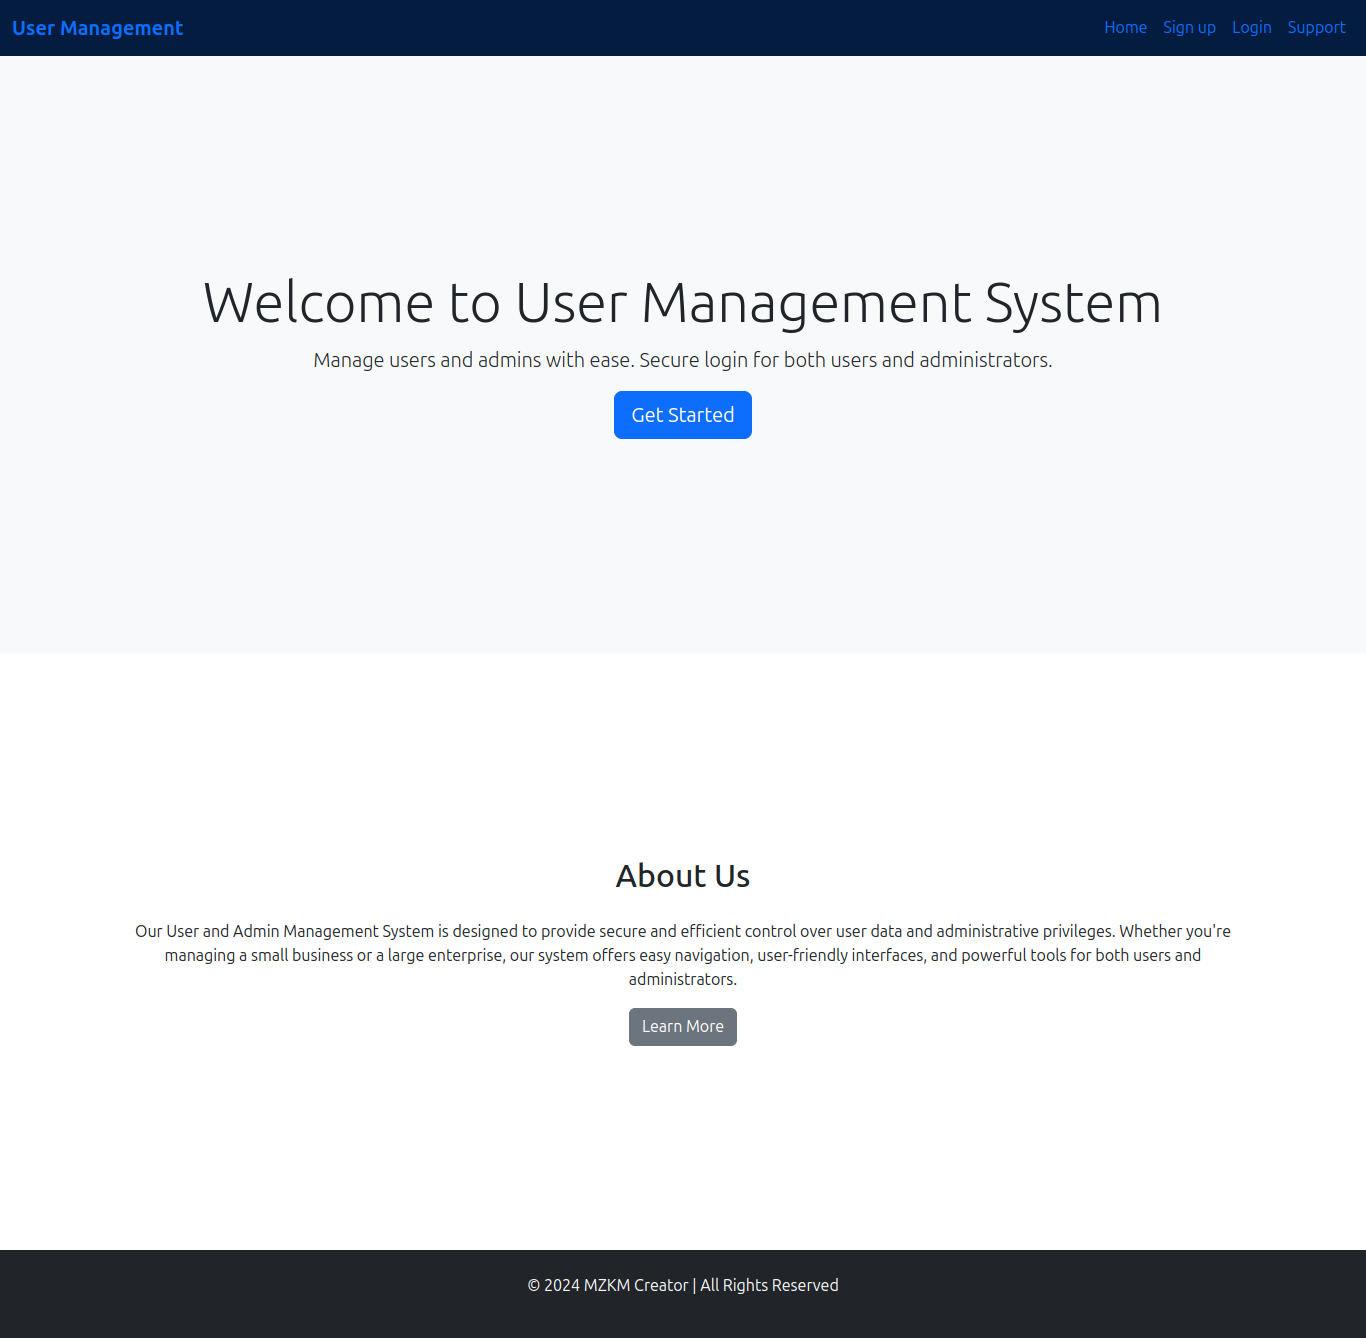 User Management
Home Sign up Login Support
Welcome to User Management System
Manage users and admins with ease. Secure login for both users and administrators.
Get Started
About Us
Our User and Admin Management System is designed to provide secure and efficient control over user data and administrative privileges. Whether you're
managing a small business or a large enterprise, our system offers easy navigation, user-friendly interfaces, and powerful tools for both users and
administrators.
Learn More
© 2024 MZKM Creator | All Rights Reserved